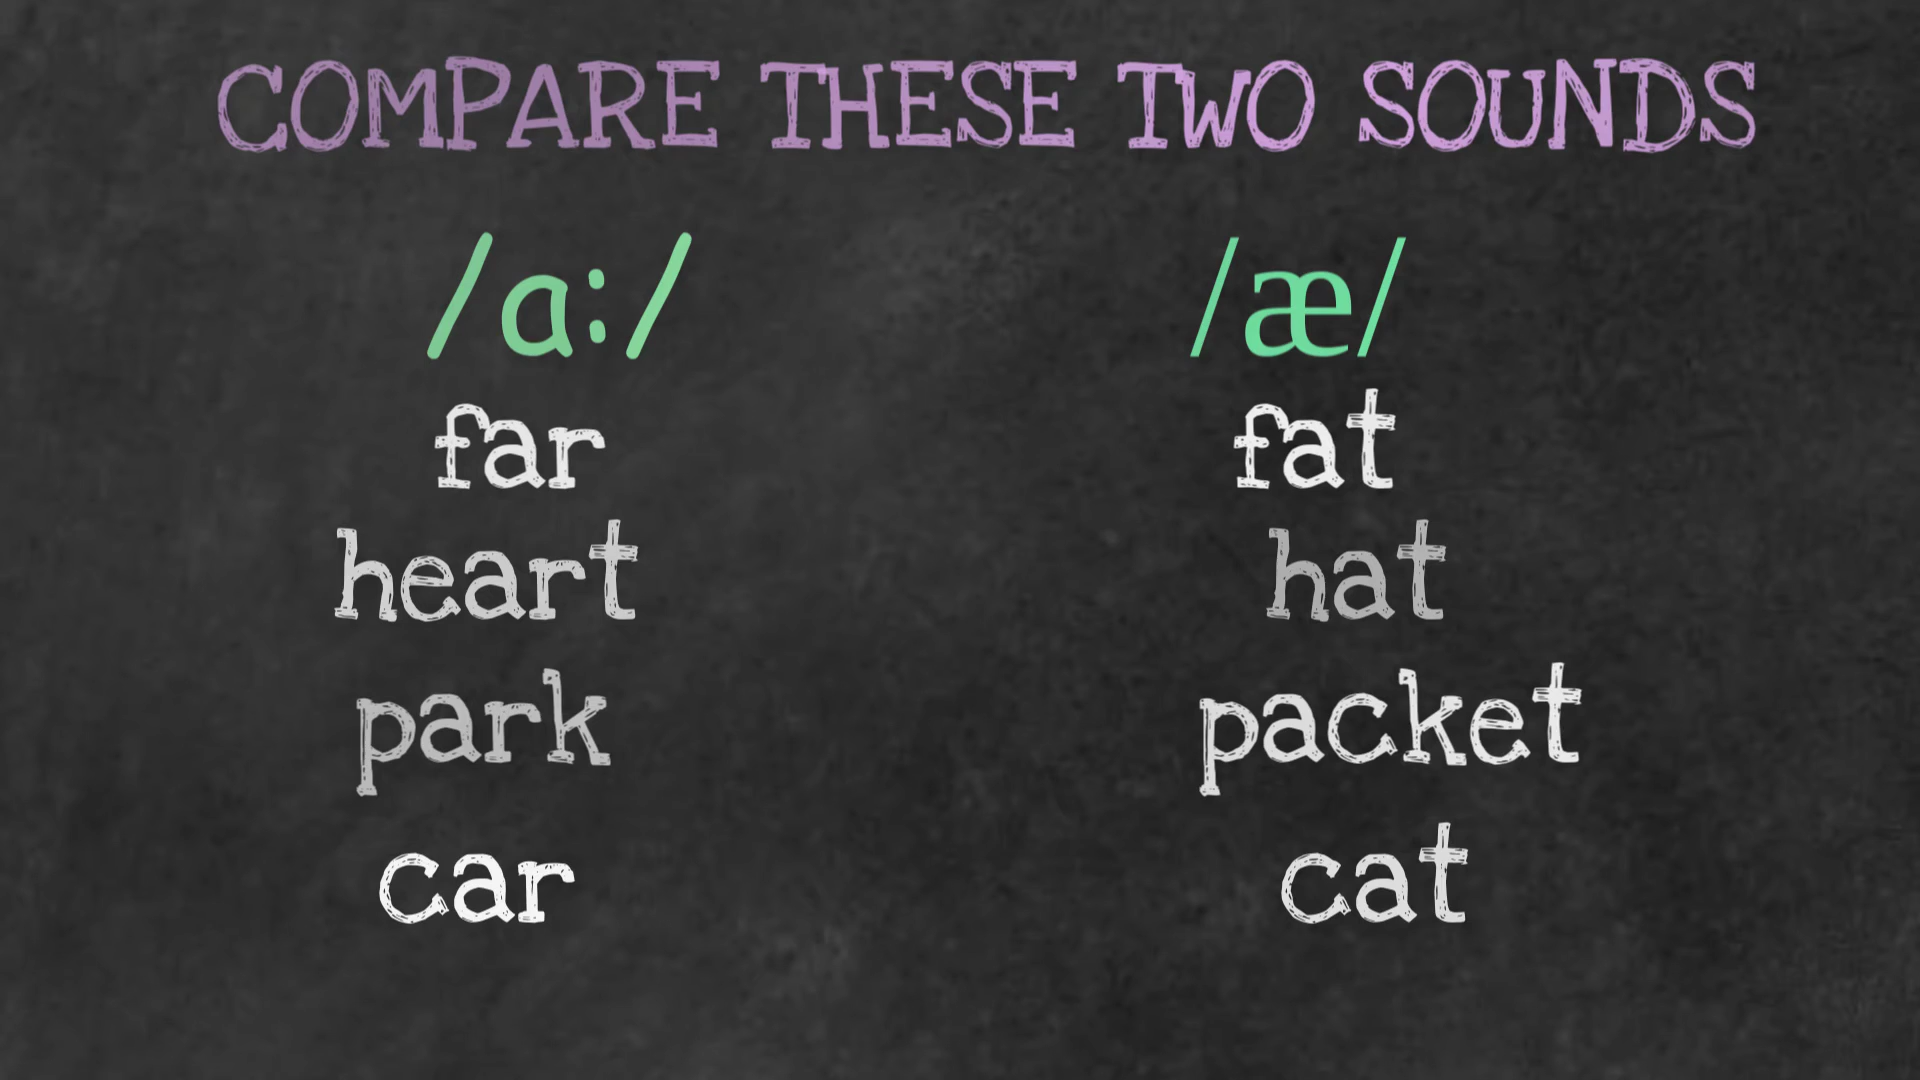 COMPARE THESE TWO SOUNDS
/ɑ:/ /æ/
far fat
heart hat
park packet
car cat